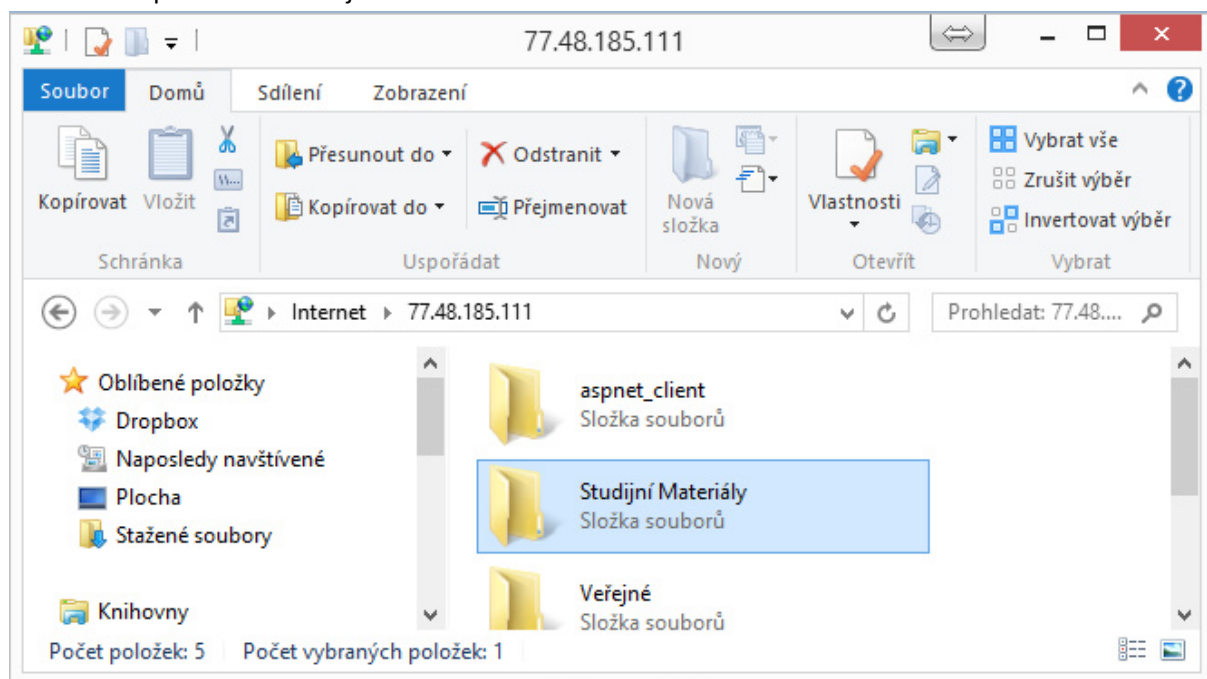 77.48.185.111
Soubor Domů Sdílení Zobrazení
Kopírovat Vložit Přesunout do Odstranit Nová složka Vlastnosti Vybrat vše
Kopírovat do Přejmenovat Zrušit výběr
Invertovat výběr
Schránka Uspořádat Nový Otevřít Vybrat
Internet 77.48.185.111 Prohledat: 77.48....
Oblíbené položky
Dropbox
Naposledy navštívené
Plocha
Stažené soubory
Knihovny
aspnet_client
Složka souborů
Studijní Materiály
Složka souborů
Veřejné
Složka souborů
Počet položek: 5 Počet vybraných položek: 1